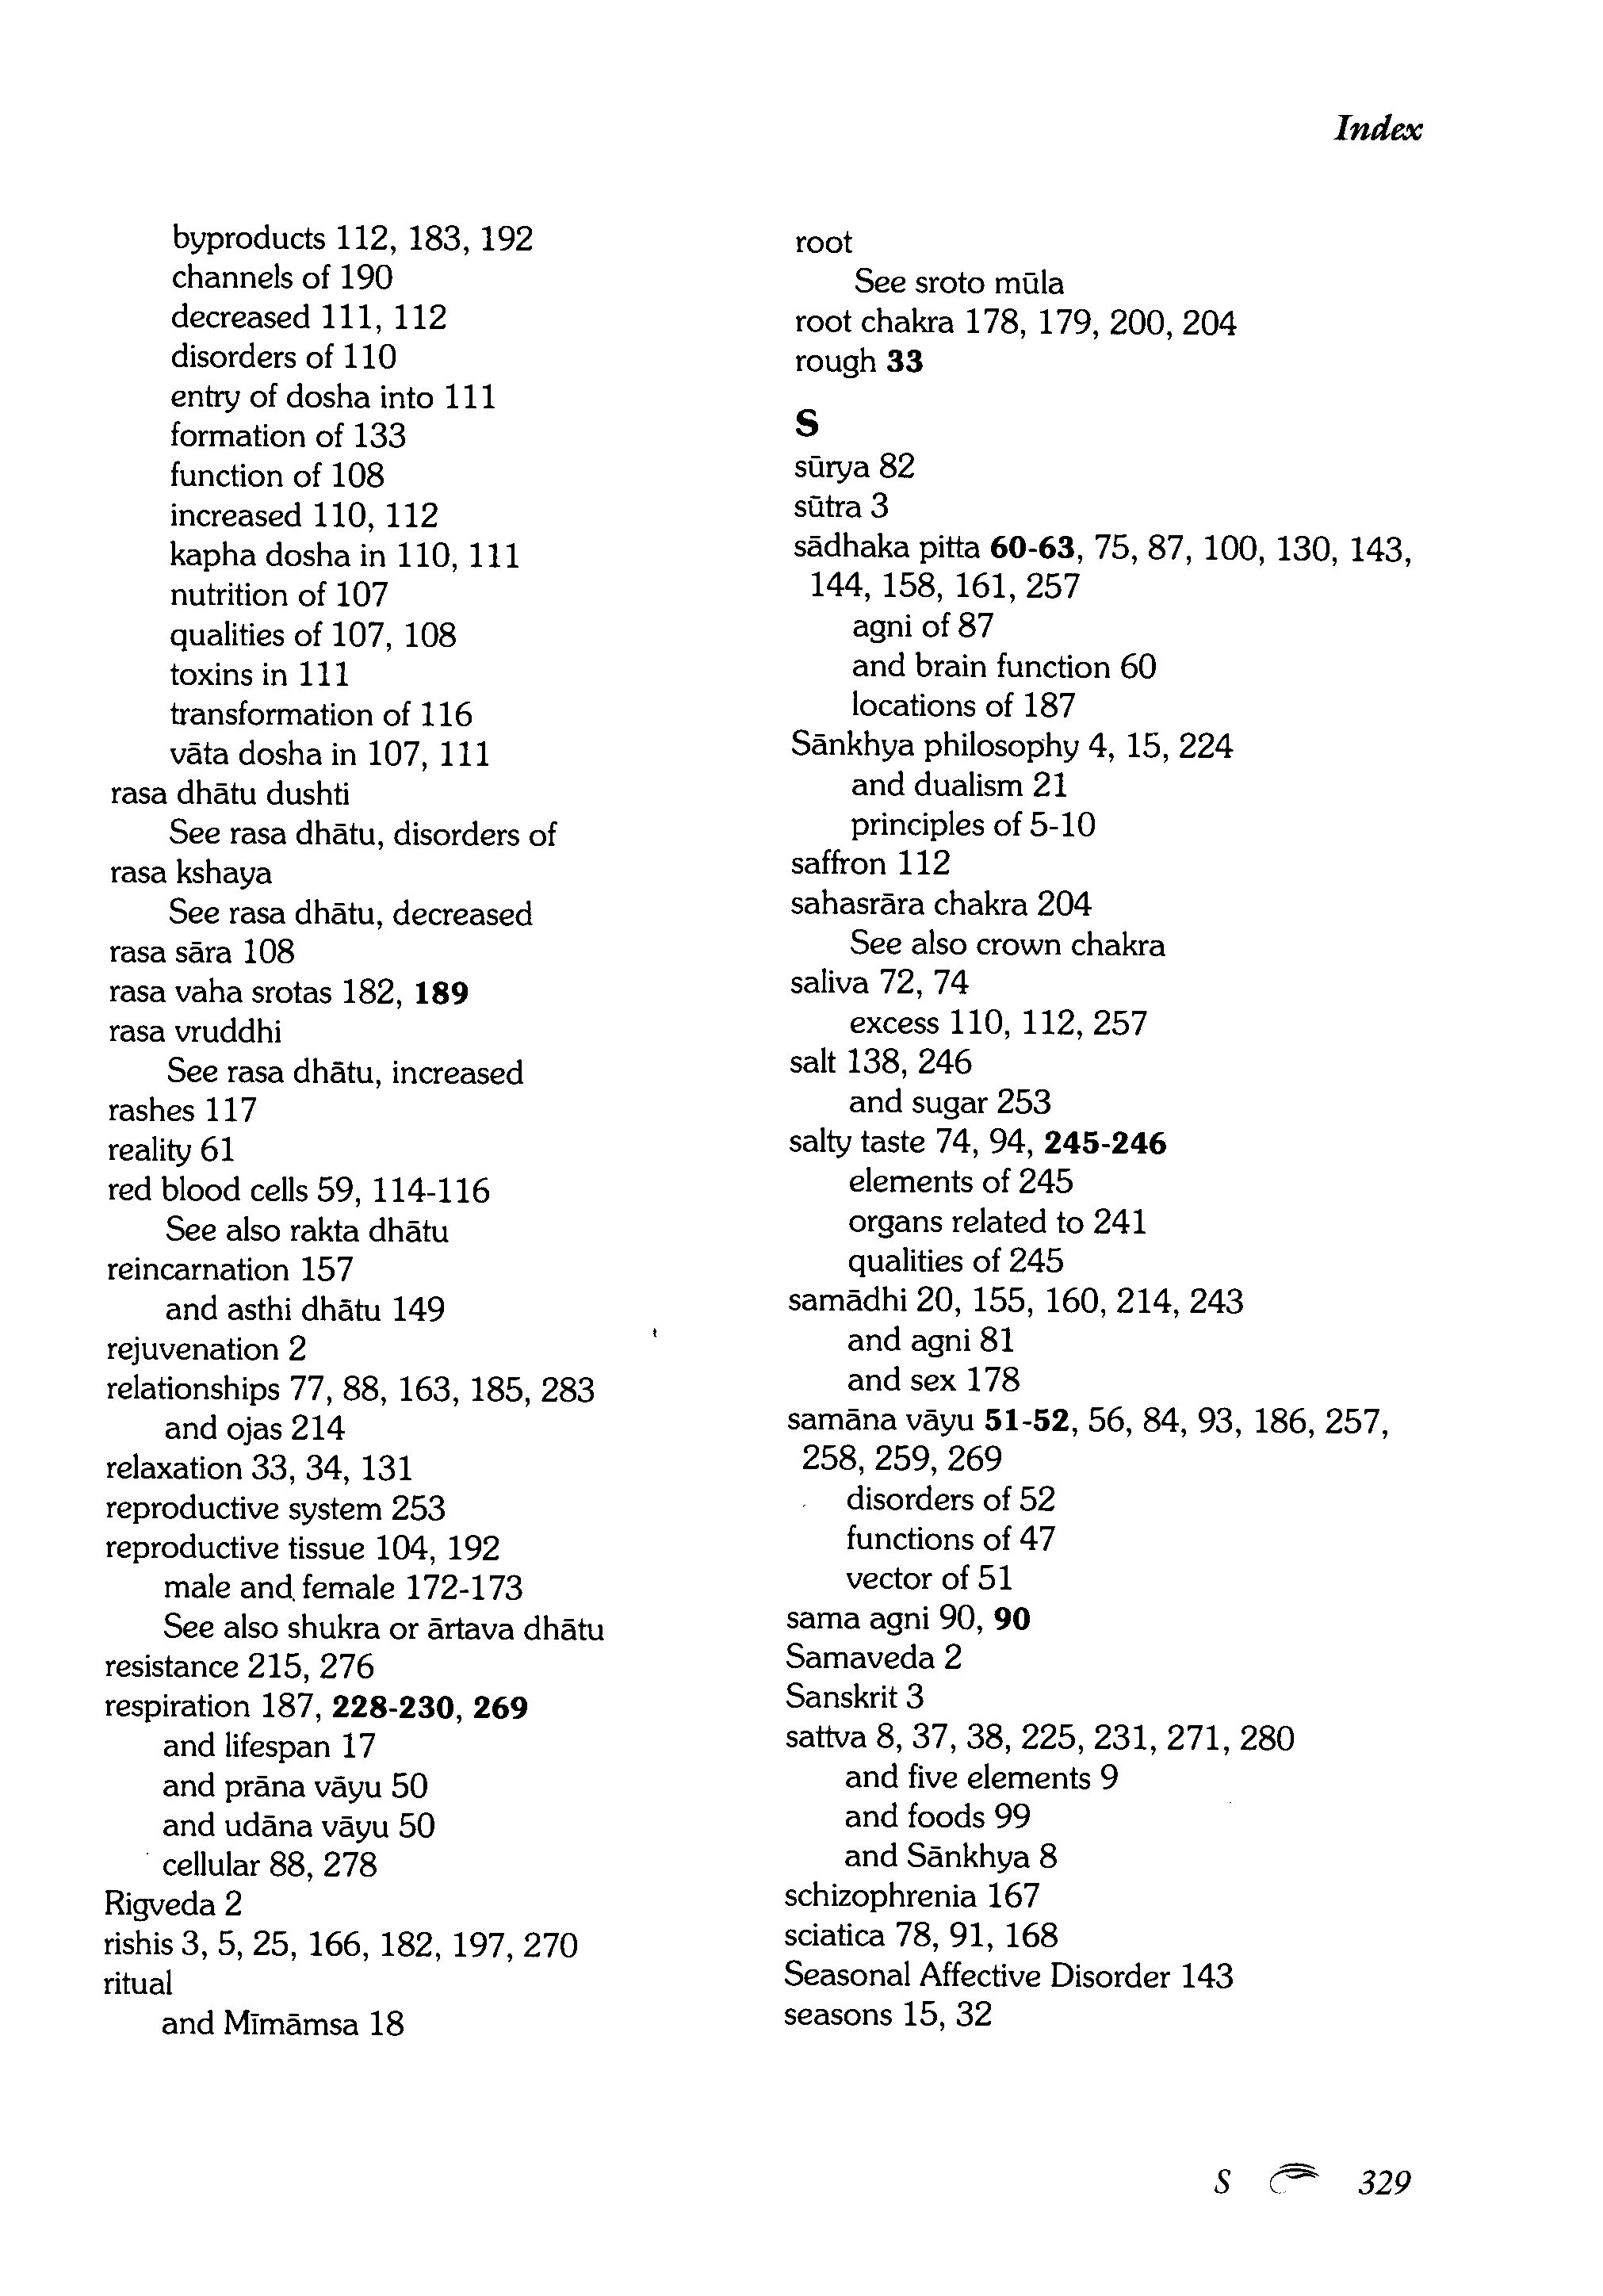 Index
byproducts 112, 183, 192
channels of 190
decreased 111, 112
disorders of 110
entry of dosha into 111
formation of 133
function of 108
increased 110, 112
kapha dosha in 110, 111
nutrition of 107
qualities of 107, 108
toxins in 111
transformation of 116
vāta dosha in 107, 111
rasa dhātu dushti
See rasa dhātu, disorders of
rasa kshaya
See rasa dhātu, decreased
rasa sāra 108
rasa vaha srotas 182, 189
rasa vruddhi
See rasa dhātu, increased
rashes 117
reality 61
red blood cells 59, 114-116
See also rakta dhātu
reincarnation 157
and asthi dhātu 149
rejuvenation 2
relationships 77, 88, 163, 185, 283
and ojas 214
relaxation 33, 34, 131
reproductive system 253
reproductive tissue 104, 192
male and female 172-173
See also shukra or ārtava dhātu
resistance 215, 276
respiration 187, 228-230, 269
and lifespan 17
and prāna vāyu 50
and udāna vāyu 50
cellular 88, 278
Rigveda 2
rishis 3, 5, 25, 166, 182, 197, 270
ritual
and Mīmāmsa 18
root
See sroto mūla
root chakra 178, 179, 200, 204
rough 33
S
sūrya 82
sūtra 3
sādhaka pitta 60-63, 75, 87, 100, 130, 143,
144, 158, 161, 257
agni of 87
and brain function 60
locations of 187
Sānkhya philosophy 4, 15, 224
and dualism 21
principles of 5-10
saffron 112
sahasrāra chakra 204
See also crown chakra
saliva 72, 74
excess 110, 112, 257
salt 138, 246
and sugar 253
salty taste 74, 94, 245-246
elements of 245
organs related to 241
qualities of 245
samādhi 20, 155, 160, 214, 243
and agni 81
and sex 178
samāna vāyu 51-52, 56, 84, 93, 186, 257,
258, 259, 269
disorders of 52
functions of 47
vector of 51
sama agni 90, 90
Samaveda 2
Sanskrit 3
sattva 8, 37, 38, 225, 231, 271, 280
and five elements 9
and foods 99
and Sānkhya 8
schizophrenia 167
sciatica 78, 91, 168
Seasonal Affective Disorder 143
seasons 15, 32
S 329